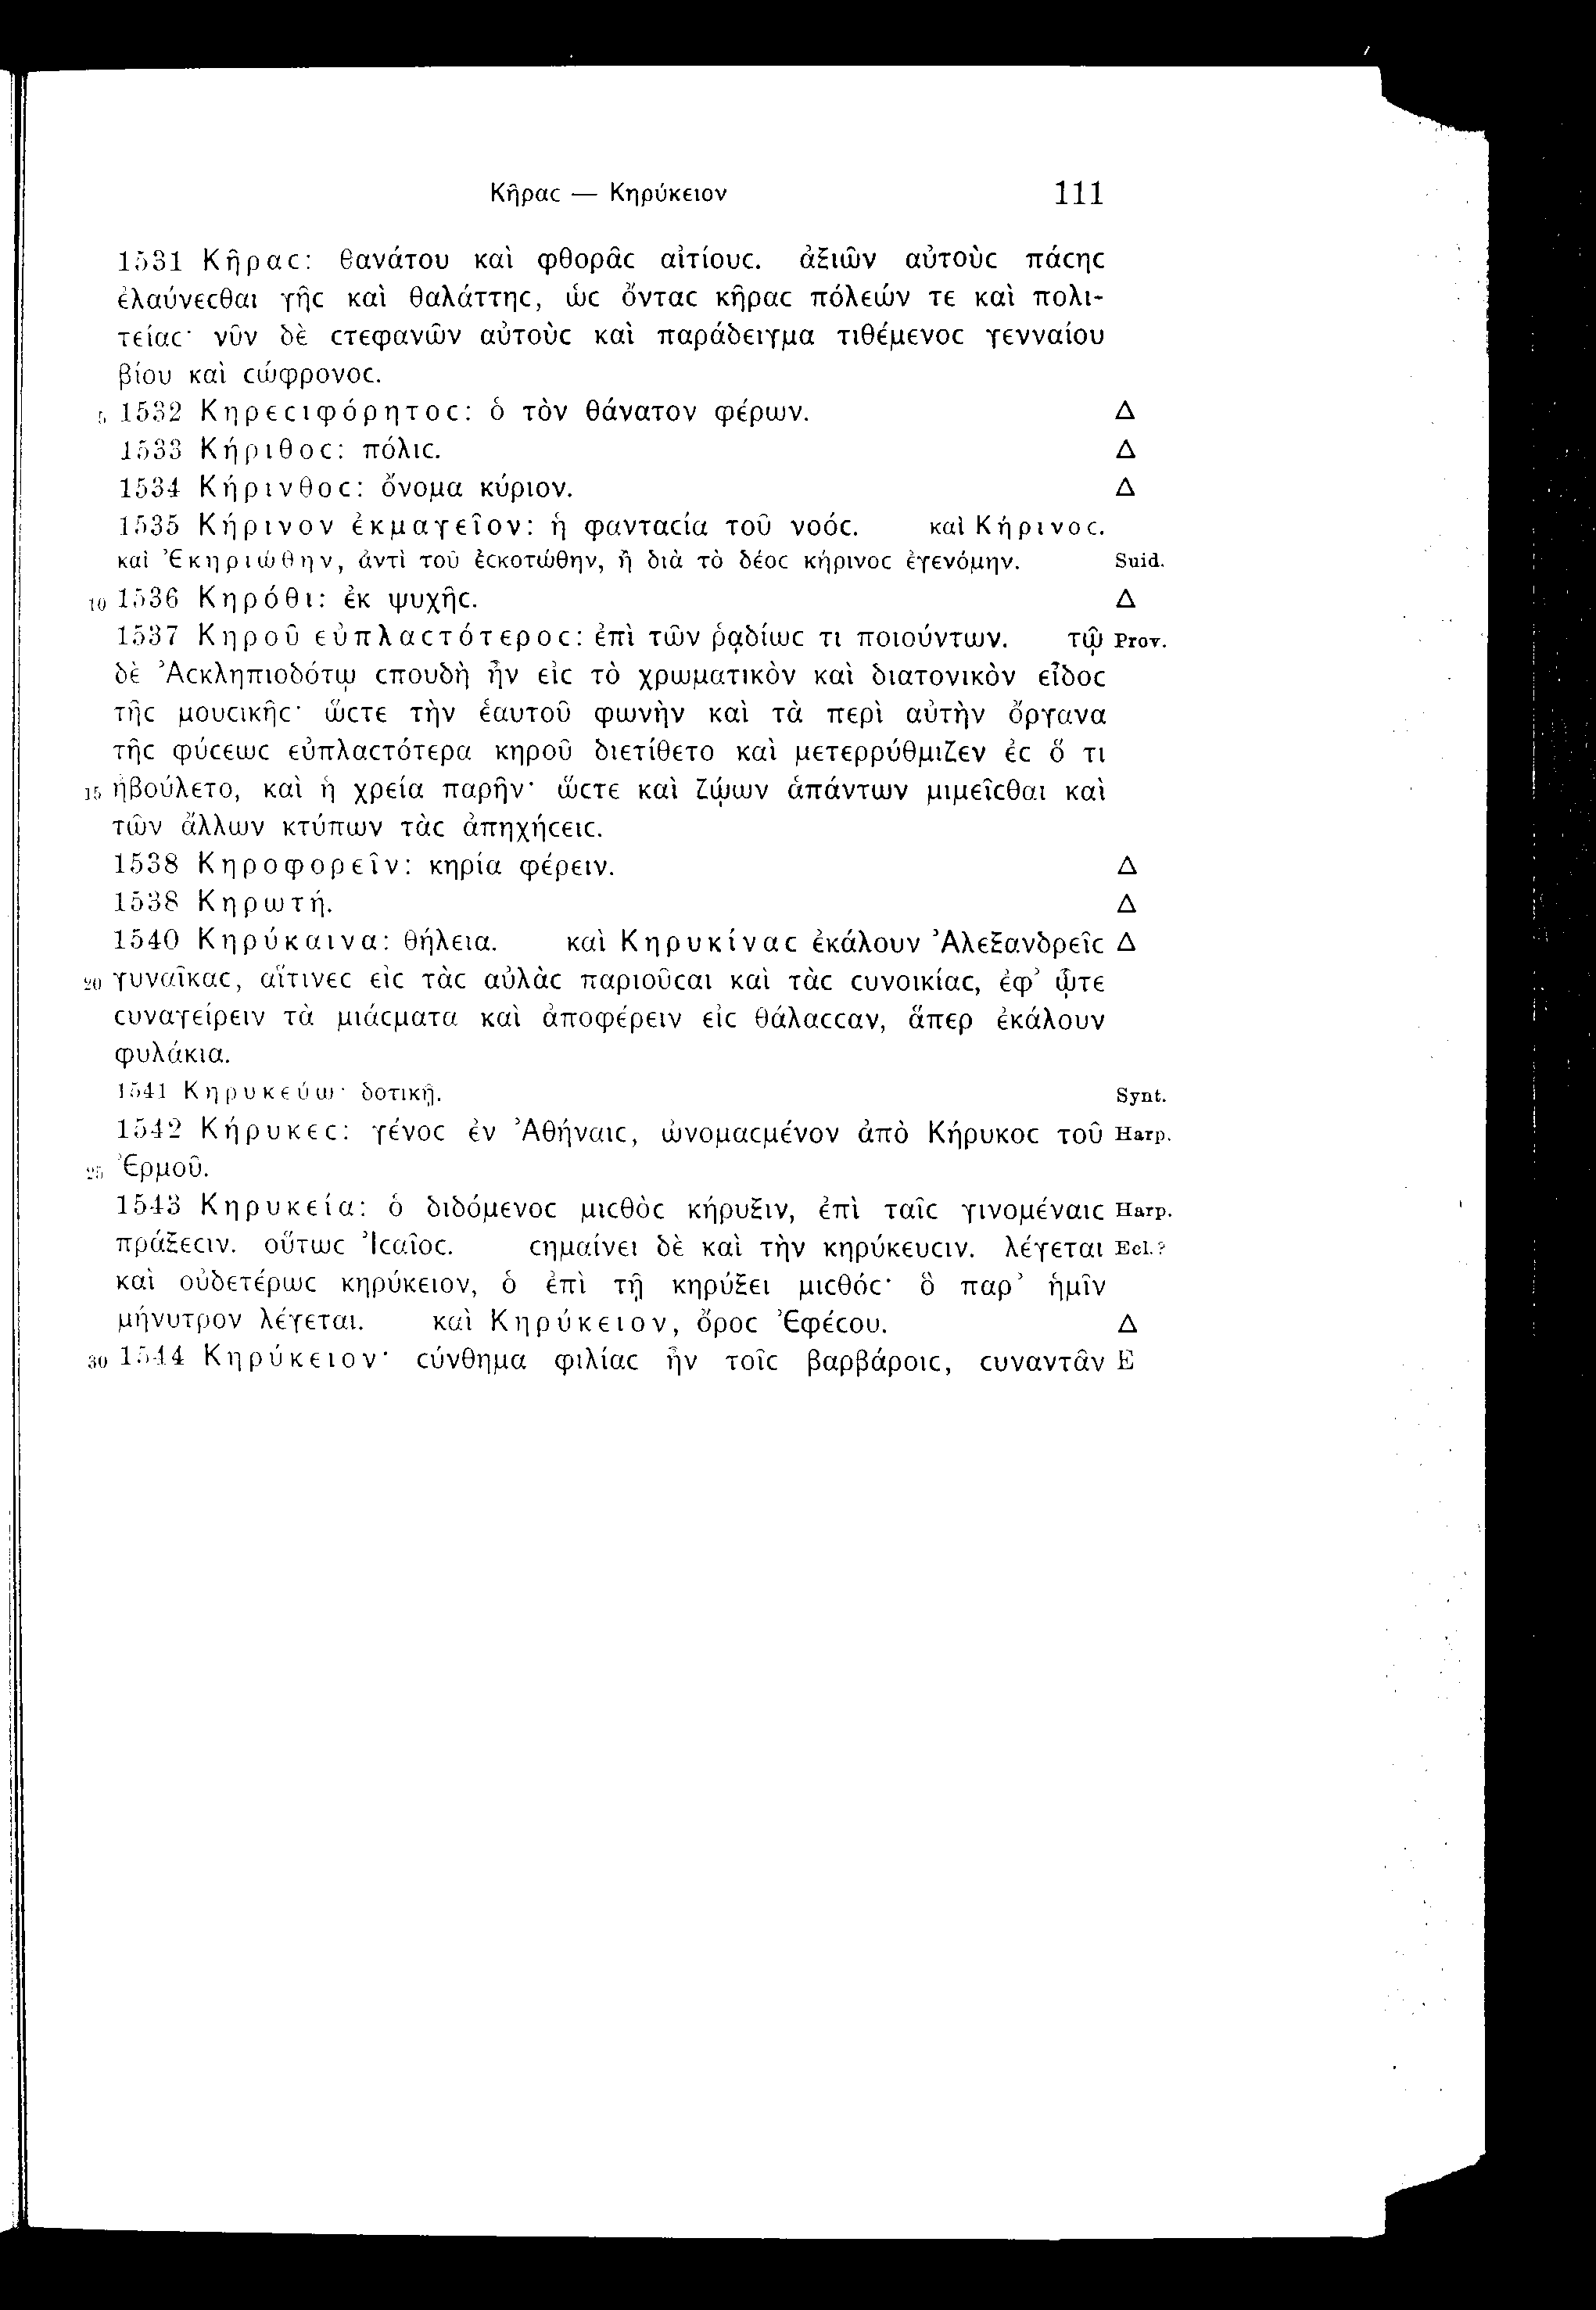 Κῆραϲ — Κηρύκειον 111
1531 Κῆραϲ: θανάτου καὶ φθορᾶϲ αἰτίουϲ. ἀξιῶν αὐτοὺϲ πάϲηϲ
ἐλαύνεϲθαι γῆϲ καὶ θαλάττηϲ, ὡϲ ὄνταϲ κῆραϲ πόλεών τε καὶ πολι-
τείαϲ· νῦν δὲ ϲτεφανῶν αὐτοὺϲ καὶ παράδειγμα τιθέμενοϲ γενναίου
βίου καὶ ϲώφρονοϲ.
5 1532 Κηρεϲιφόρητοϲ: ὁ τὸν θάνατον φέρων. Δ
1533 Κήριθοϲ: πόλιϲ. Δ
1534 Κήρινθοϲ: ὄνομα κύριον. Δ
1535 Κήρινον ἐκμαγεῖον: ἡ φανταϲία τοῦ νοόϲ. καὶ Κήρινοϲ.
καὶ Ἐκηριώθην, ἀντὶ τοῦ ἐϲκοτώθην, ἢ διὰ τὸ δέοϲ κήρινοϲ ἐγενόμην. Suid.
10 1536 Κηρόθι: ἐκ ψυχῆϲ. Δ
1537 Κηροῦ εὐπλαϲτότεροϲ: ἐπὶ τῶν ῥᾳδίωϲ τι ποιούντων. τῷ Prov.
δὲ Ἀϲκληπιοδότῳ ϲπουδὴ ἦν εἰϲ τὸ χρωματικὸν καὶ διατονικὸν εἶδοϲ
τῆϲ μουϲικῆϲ· ὥϲτε τὴν ἑαυτοῦ φωνὴν καὶ τὰ περὶ αὐτὴν ὄργανα
τῆϲ φύϲεωϲ εὐπλαϲτότερα κηροῦ διετίθετο καὶ μετερρύθμιζεν ἐϲ ὅ τι
15 ἠβούλετο, καὶ ἡ χρεία παρῆν· ὥϲτε καὶ ζῴων ἁπάντων μιμεῖϲθαι καὶ
τῶν ἄλλων κτύπων τὰϲ ἀπηχήϲειϲ.
1538 Κηροφορεῖν: κηρία φέρειν. Δ
1538 Κηρωτή. Δ
1540 Κηρύκαινα: θήλεια. καὶ Κηρυκίναϲ ἐκάλουν Ἀλεξανδρεῖϲ Δ
20 γυναῖκαϲ, αἵτινεϲ εἰϲ τὰϲ αὐλὰϲ παριοῦϲαι καὶ τὰϲ ϲυνοικίαϲ, ἐφ’ ᾧτε
ϲυναγείρειν τὰ μιάϲματα καὶ ἀποφέρειν εἰϲ θάλαϲϲαν, ἅπερ ἐκάλουν
φυλάκια.
1541 Κηρυκεύω· δοτικῇ. Synt.
1542 Κήρυκεϲ: γένοϲ ἐν Ἀθήναιϲ, ὠνομαϲμένον ἀπὸ Κήρυκοϲ τοῦ Harp.
25 Ἑρμοῦ.
1543 Κηρυκεία: ὁ διδόμενοϲ μιϲθὸϲ κήρυξιν, ἐπὶ ταῖϲ γινομέναιϲ Harp.
πράξεϲιν. οὕτωϲ Ἰϲαῖοϲ. ϲημαίνει δὲ καὶ τὴν κηρύκευϲιν. λέγεται Ecl.?
καὶ οὐδετέρωϲ κηρύκειον, ὁ ἐπὶ τῇ κηρύξει μιϲθόϲ· ὃ παρ’ ἡμῖν
μήνυτρον λέγεται. καὶ Κηρύκειον, ὄροϲ Ἐφέϲου. Δ
30 1544 Κηρύκειον· ϲύνθημα φιλίαϲ ἦν τοῖϲ βαρβάροιϲ, ϲυναντᾶν E